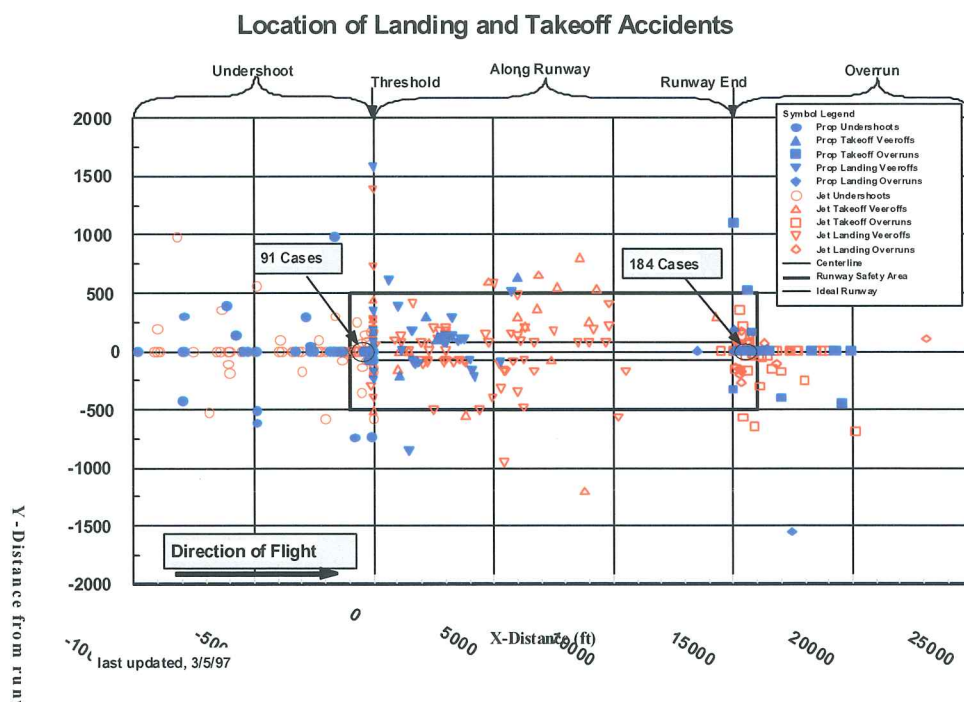 Location of Landing and Takeoff Accidents
Undershoot
Threshold
Along Runway
Runway End
Overrun
2000
1500
1000
500
0
-500
-1000
-1500
-2000
Symbol Legend
Prop Undershoots
Prop Takeoff Veeroffs
Prop Takeoff Overruns
Prop Landing Veeroffs
Prop Landing Overruns
Jet Undershoots
Jet Takeoff Veeroffs
Jet Takeoff Overruns
Jet Landing Veeroffs
Jet Landing Overruns
Centerline
Runway Safety Area
Ideal Runway
91 Cases
184 Cases
Direction of Flight
0
5000
15000
20000
25000
X-Distance (ft)
last updated, 3/5/97
Y-Distance from